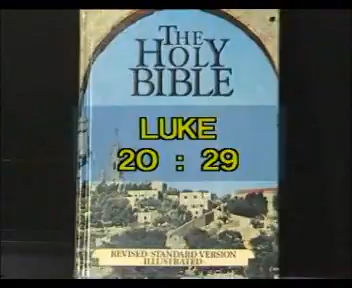 THE
HOLY
BIBLE
LUKE
20 : 29
REVISED STANDARD VERSION
ILLUSTRATED